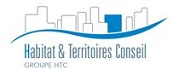 Habitat & Territoires Conseil
GROUPE HTC